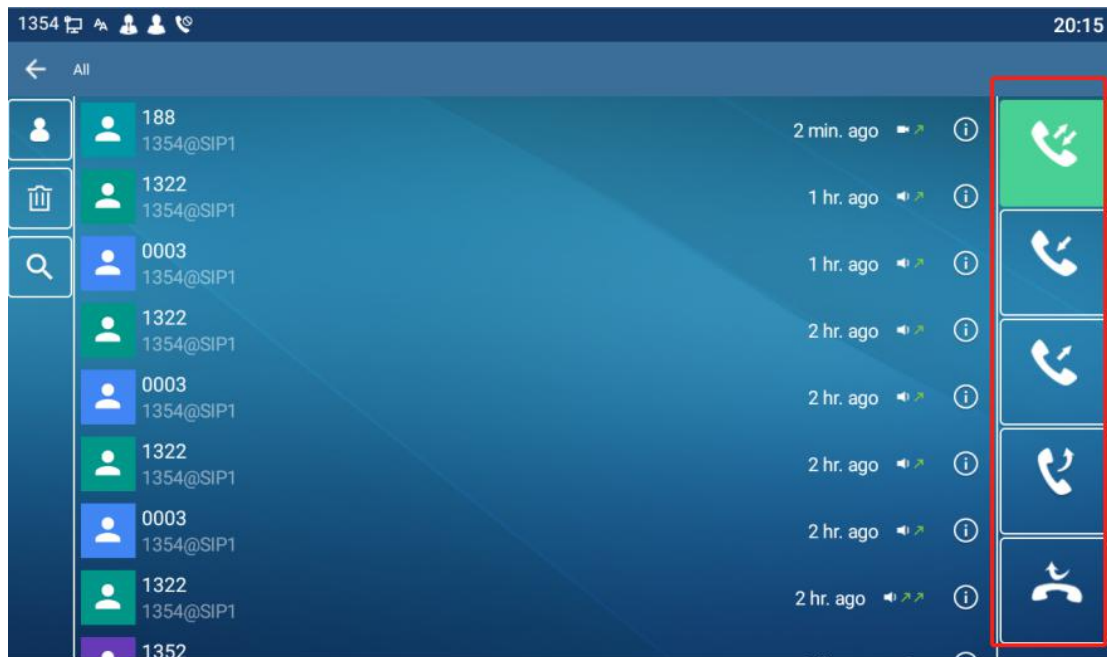 1354
20:15
All
188
1354@SIP1
2 min. ago
1322
1354@SIP1
1 hr. ago
0003
1354@SIP1
1 hr. ago
1322
1354@SIP1
2 hr. ago
0003
1354@SIP1
2 hr. ago
1322
1354@SIP1
2 hr. ago
0003
1354@SIP1
2 hr. ago
1322
1354@SIP1
2 hr. ago
1352